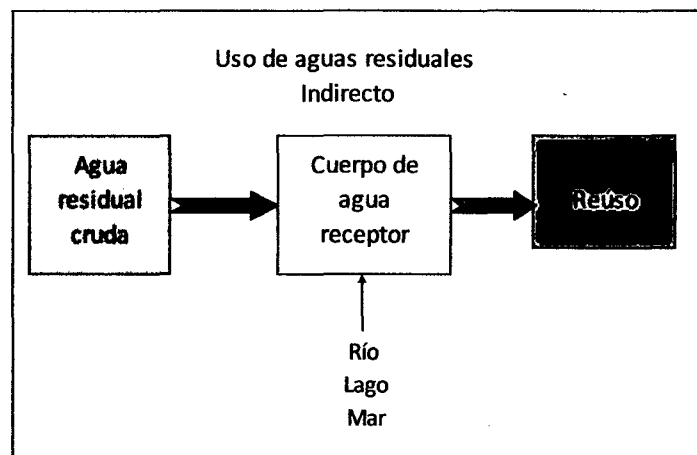 Uso de aguas residuales
Indirecto
Agua
residual
cruda
Cuerpo de
agua
receptor
Reúso
Río
Lago
Mar